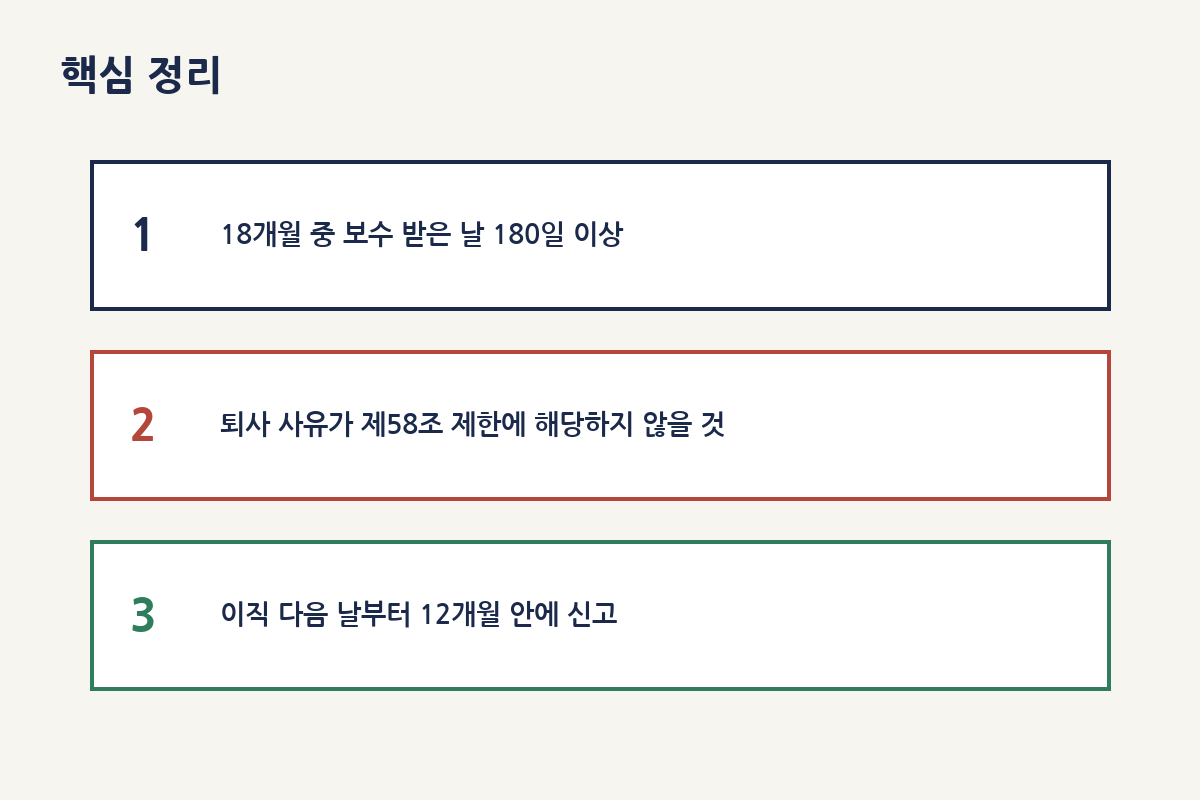 핵심 정리
1
18개월 중 보수 받은 날 180일 이상
2
퇴사 사유가 제58조 제한에 해당하지 않을 것
3
이직 다음 날부터 12개월 안에 신고